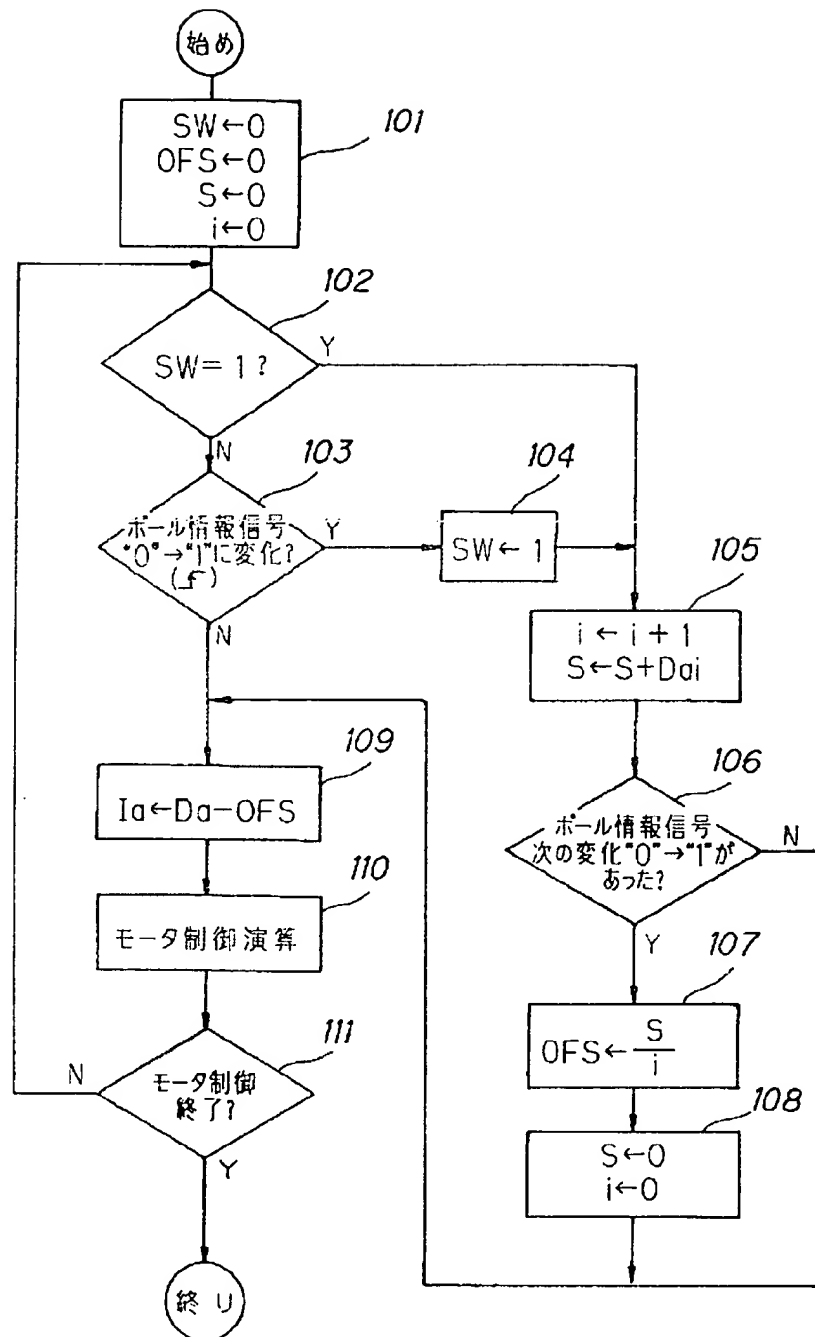 始め
SW←0
OFS←0
S←0
i←0
101
102
SW=1?
Y
N
103
ポール情報信号
"0"→"1"に変化?
(↑)
Y
N
104
SW←1
105
i←i+1
S←S+Dai
106
ポール情報信号
次の変化"0"→"1"が
あった?
N
Y
107
OFS←S/i
108
S←0
i←0
109
Ia←Da-OFS
110
モータ制御演算
111
モータ制御
終了?
N
Y
終り